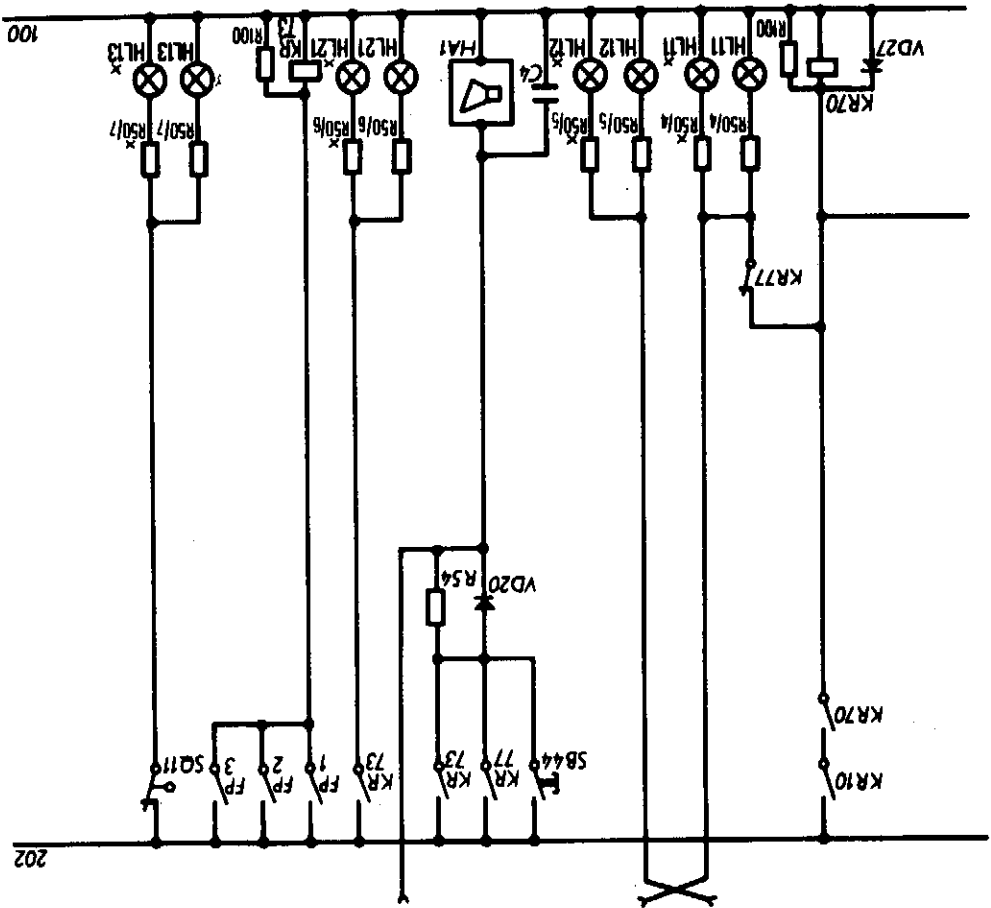 202
KR10
SB44
KR
77
KR
73
KR
73
FP
1
FP
2
FP
3
SQ11
KR70
VD20
R54
KR77
R50/4
R50/4
x
R50/5
R50/5
x
R50/6
R50/6
x
R50/7
R50/7
x
KR70
VD27
R100
HL11
HL11
x
HL12
HL12
x
C4
HA1
HL21
HL21
x
KR
73
R100
HL13
HL13
x
100